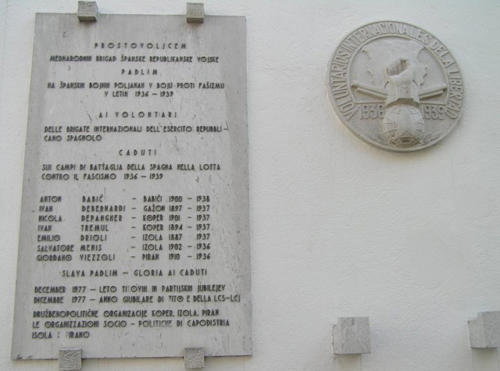 PROSTOVOLJCEM
MEDNARODNIH BRIGAD ŠPANSKE REPUBLIKANSKE VOJSKE
PADLIM
NA ŠPANSKIH BOJNIH POLJANAH V BOJU PROTI FAŠIZMU
V LETIH 1936 - 1939
AI VOLONTARI
DELLE BRIGATE INTERNAZIONALI DELL'ESERCITO REPUBBLI-
CANO SPAGNOLO
CADUTI
SUI CAMPI DI BATTAGLIA DELLA SPAGNA NELLA LOTTA
CONTRO IL FASCISMO 1936 - 1939
ANTON BABIČ - BABIČI 1900 - 1938
IVAN DEBERNARDI - GAŽON 1897 - 1937
NICOLA DEPANGHER - KOPER 1901 - 1937
IVAN TREMUL - KOPER 1894 - 1937
EMILIO DRIOLI - IZOLA 1887 - 1937
SALVATORE MENIS - IZOLA 1902 - 1936
GIORDANO VIEZZOLI - PIRAN 1910 - 1936
SLAVA PADLIM - GLORIA AI CADUTI
DECEMBER 1977 - LETO TITOVIH IN PARTIJSKIH JUBILEJEV
DICEMBRE 1977 - ANNO GIUBILARE DI TITO E DELLA LCS-LCJ
DRUŽBENOPOLITIČNE ORGANIZACIJE KOPER, IZOLA, PIRAN
LE ORGANIZZAZIONI SOCIO - POLITICHE DI CAPODISTRIA
ISOLA E PIRANO
VOLUNTARIOS INTERNACIONALES DE LA LIBERTAD
1936 1939